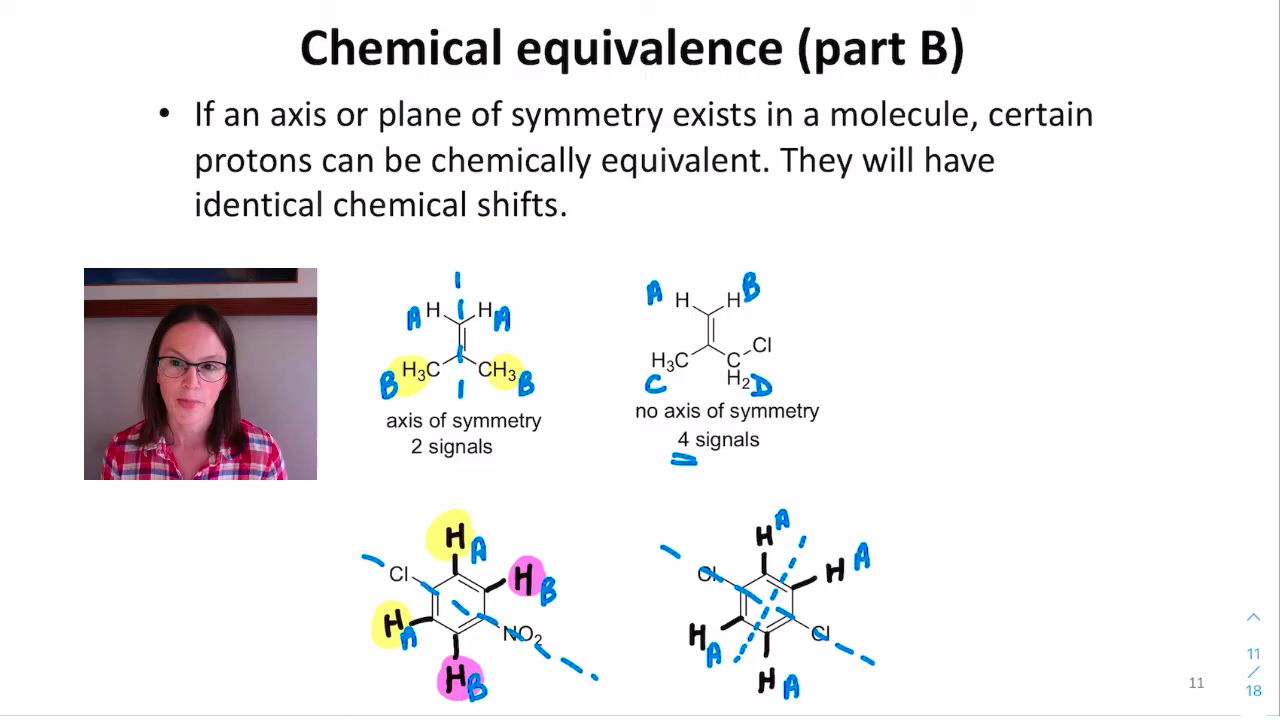 Chemical equivalence (part B)
• If an axis or plane of symmetry exists in a molecule, certain
protons can be chemically equivalent. They will have
identical chemical shifts.
A H H A
B H3C CH3 B
axis of symmetry
2 signals
A H H B
Cl
H3C C
C H2 D
no axis of symmetry
4 signals
H A
Cl H B
H A NO2
H B
H A
Cl H A
H A Cl
H A
11
11
/
18